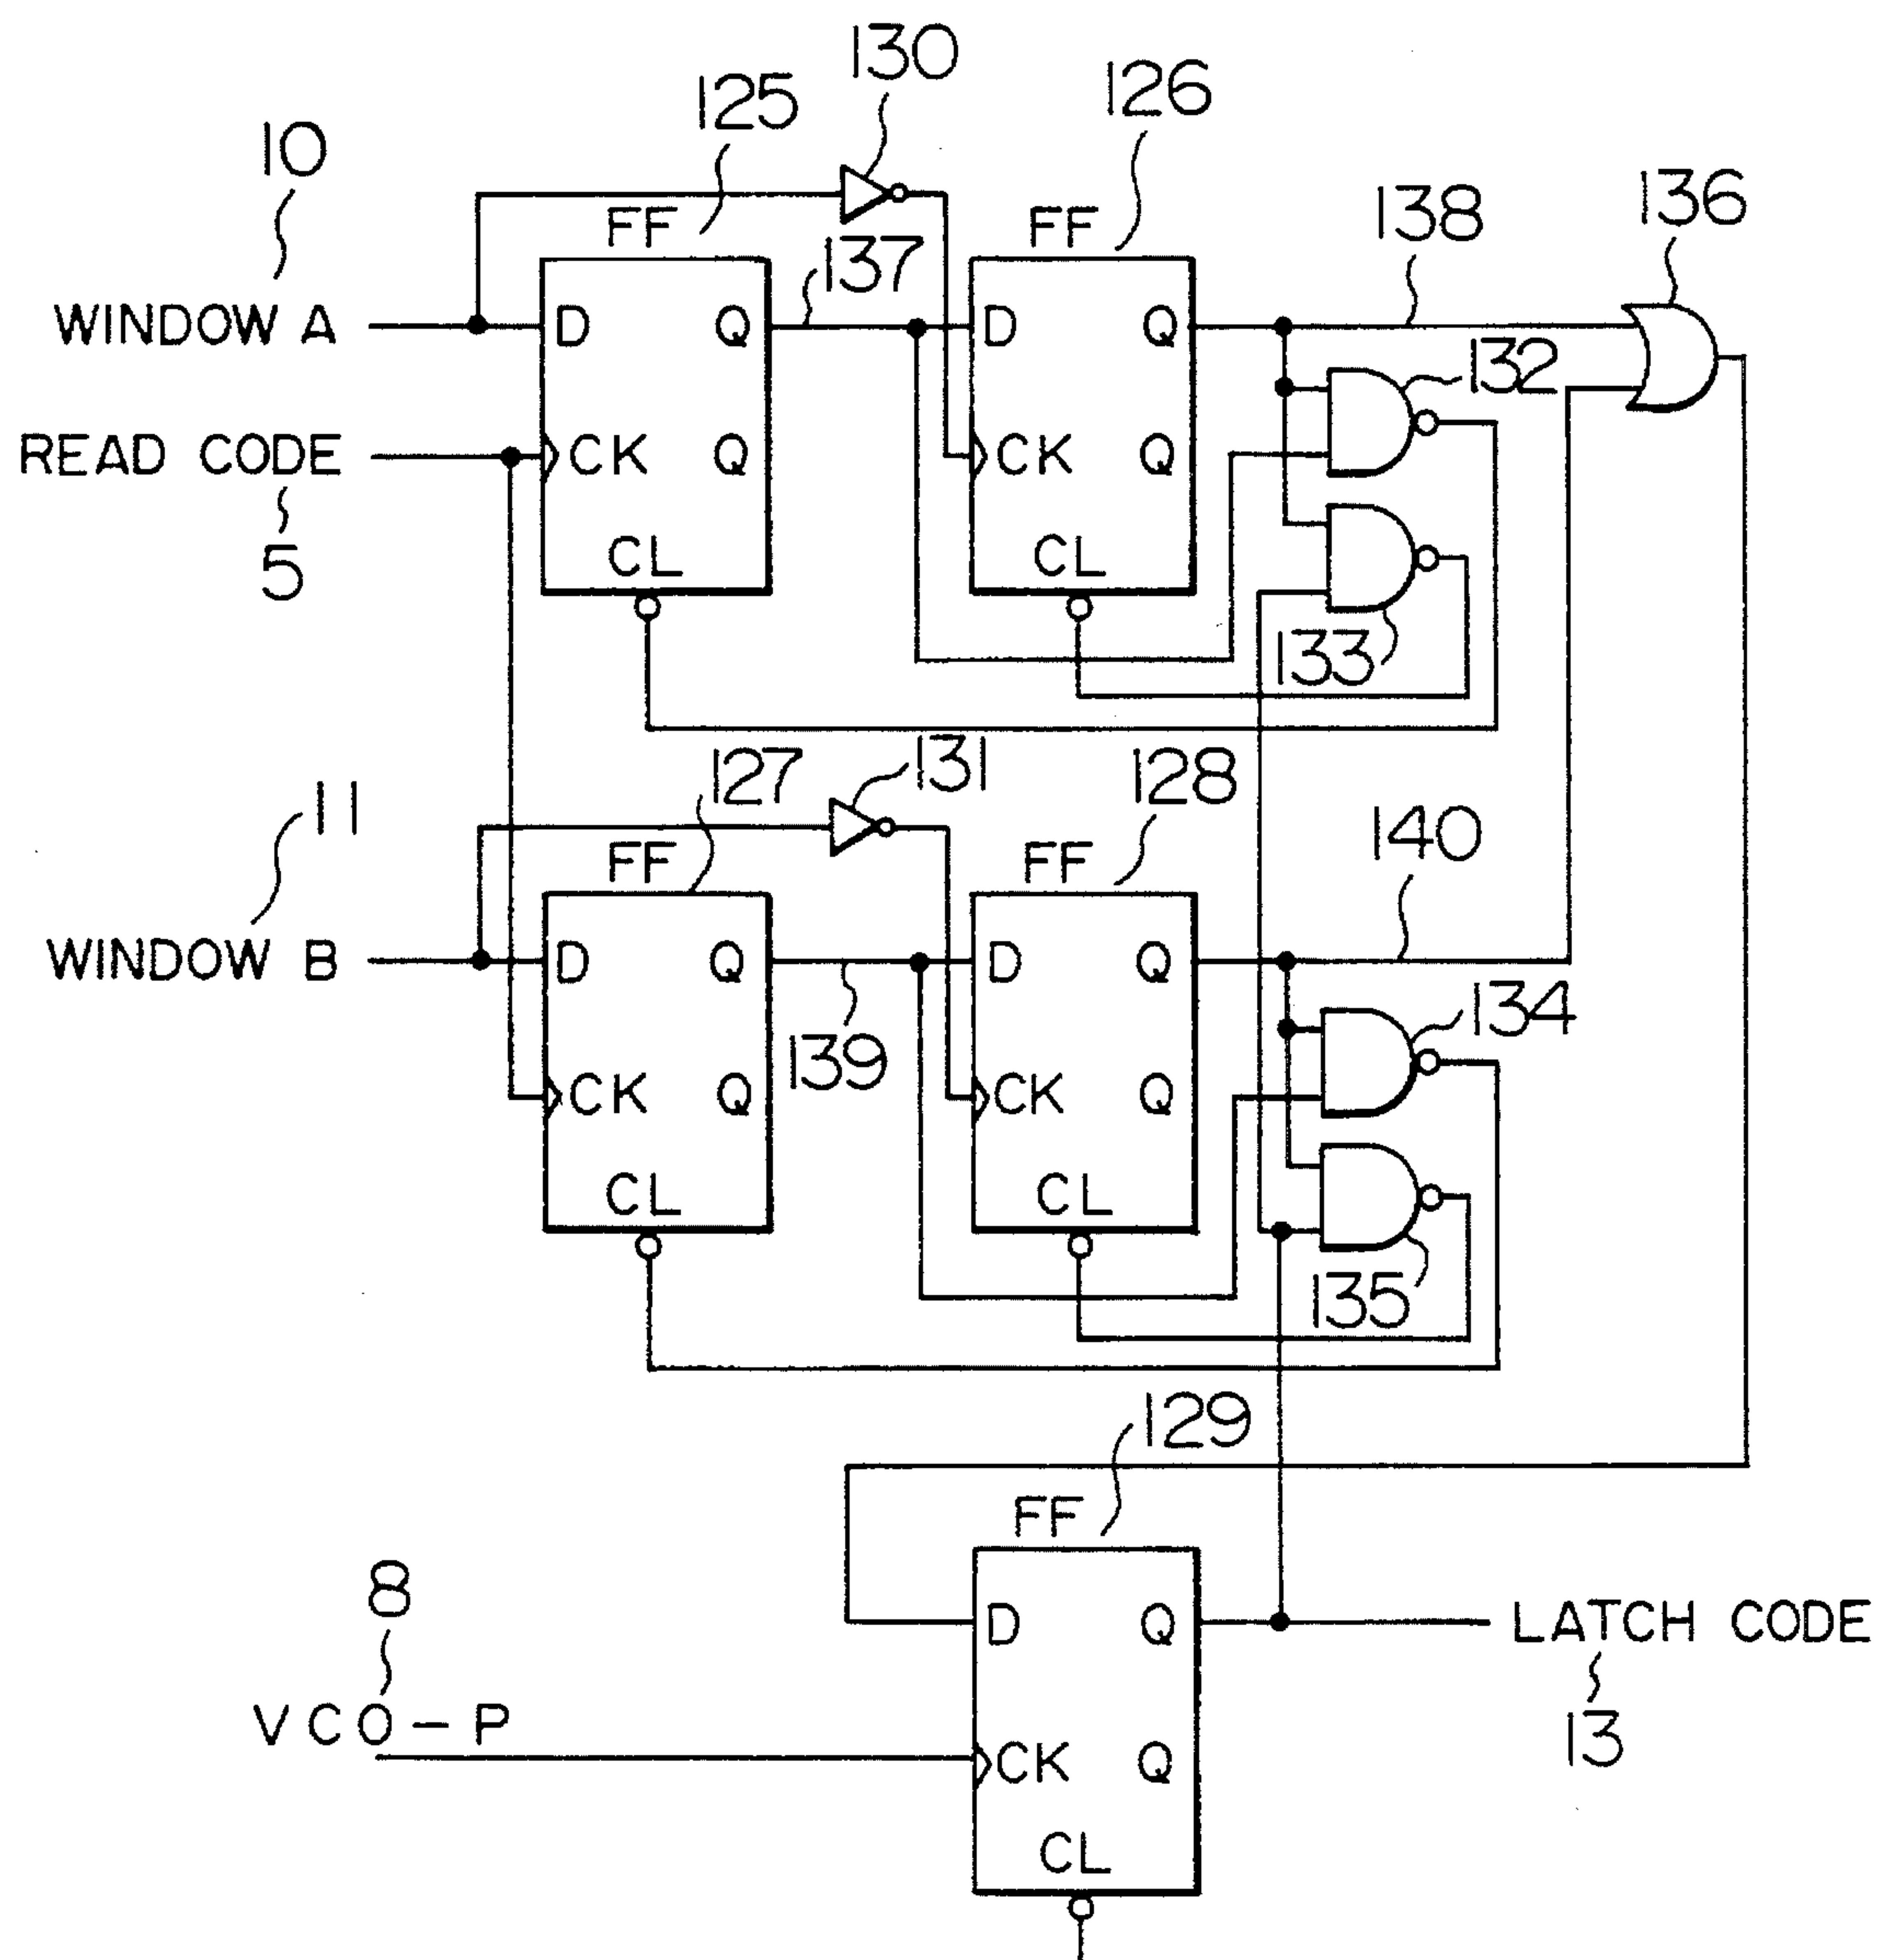 130
125
126
10
138
136
FF
137
FF
WINDOW A
D
Q
D
Q
132
READ CODE
CK
Q
CK
Q
5
CL
CL
133
127
131
128
11
140
FF
FF
WINDOW B
D
Q
D
Q
134
139
CK
Q
CK
Q
CL
CL
135
129
FF
8
D
Q
LATCH CODE
VCO-P
13
CK
Q
CL